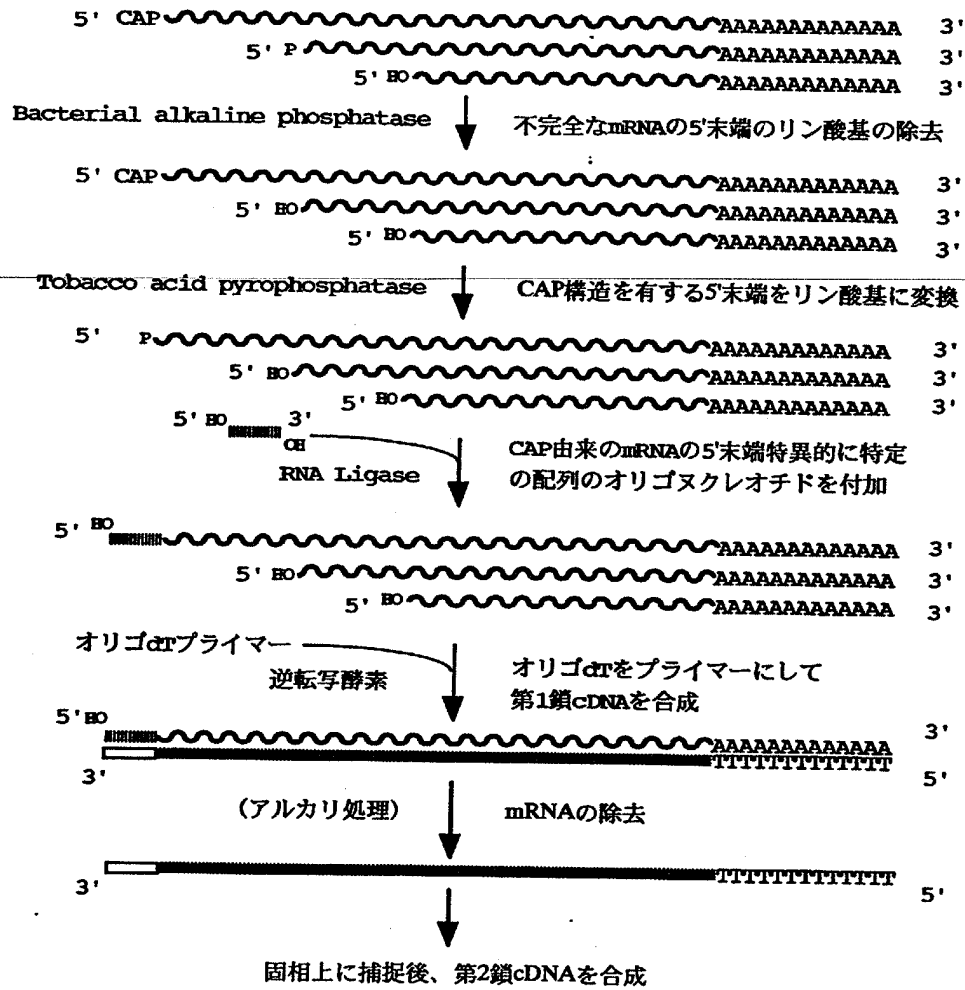 5' CAP AAAAAAAAAAAAA 3'
5' P AAAAAAAAAAAAA 3'
5' HO AAAAAAAAAAAAA 3'
Bacterial alkaline phosphatase 不完全なmRNAの5'末端のリン酸基の除去
5' CAP AAAAAAAAAAAAA 3'
5' HO AAAAAAAAAAAAA 3'
5' HO AAAAAAAAAAAAA 3'
Tobacco acid pyrophosphatase CAP構造を有する5'末端をリン酸基に変換
5' P AAAAAAAAAAAAA 3'
5' HO AAAAAAAAAAAAA 3'
5' HO AAAAAAAAAAAAA 3'
5' HO 3'
OH
RNA Ligase
CAP由来のmRNAの5'末端特異的に特定
の配列のオリゴヌクレオチドを付加
5' HO AAAAAAAAAAAAA 3'
5' HO AAAAAAAAAAAAA 3'
5' HO AAAAAAAAAAAAA 3'
オリゴdTプライマー
逆転写酵素
オリゴdTをプライマーにして
第1鎖cDNAを合成
5'HO AAAAAAAAAAAAA 3'
3' TTTTTTTTTTTTT 5'
(アルカリ処理) mRNAの除去
3' TTTTTTTTTTTTT 5'
固相上に捕捉後、第2鎖cDNAを合成